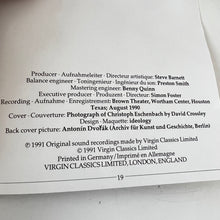 Producer · Aufnahmeleiter · Directeur artistique: Steve Barnett
Balance engineer · Toningenieur · Ingénieur du son: Preston Smith
Mastering engineer: Benny Quinn
Executive producer · Produzent · Directeur: Simon Foster
Recording · Aufnahme · Enregistrement: Brown Theater, Wortham Center, Houston
Texas; August 1990
Cover · Couverture: Photograph of Christoph Eschenbach by David Crossley
Design · Maquette: ideology
Back cover picture: Antonín Dvořák (Archiv für Kunst und Geschichte, Berlin)
℗ 1991 Original sound recordings made by Virgin Classics Limited
© 1991 Virgin Classics Limited
Printed in Germany / Imprimé en Allemagne
VIRGIN CLASSICS LIMITED, LONDON, ENGLAND
19